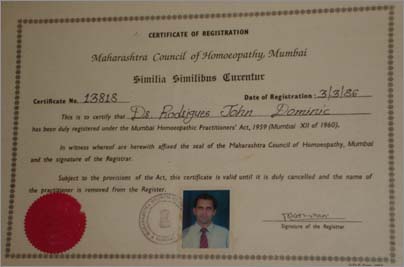 CERTIFICATE OF REGISTRATION
Maharashtra Council of Homoeopathy, Mumbai
Similia Similibus Curentur
Certificate No. 13818 Date of Registration: 3/3/86
This is to certify that Dr. Rodrigues John Dominic
has been duly registered under the Mumbai Homoeopathic Practitioners' Act, 1959 (Mumbai XII of 1960).
In witness whereof are herewith affixed the seal of the Maharashtra Council of Homoeopathy, Mumbai
and the signature of the Registrar.
Subject to the provisions of the Act, this certificate is valid until it is duly cancelled and the name of
the practitioner is removed from the Register.
Signature of the Registrar